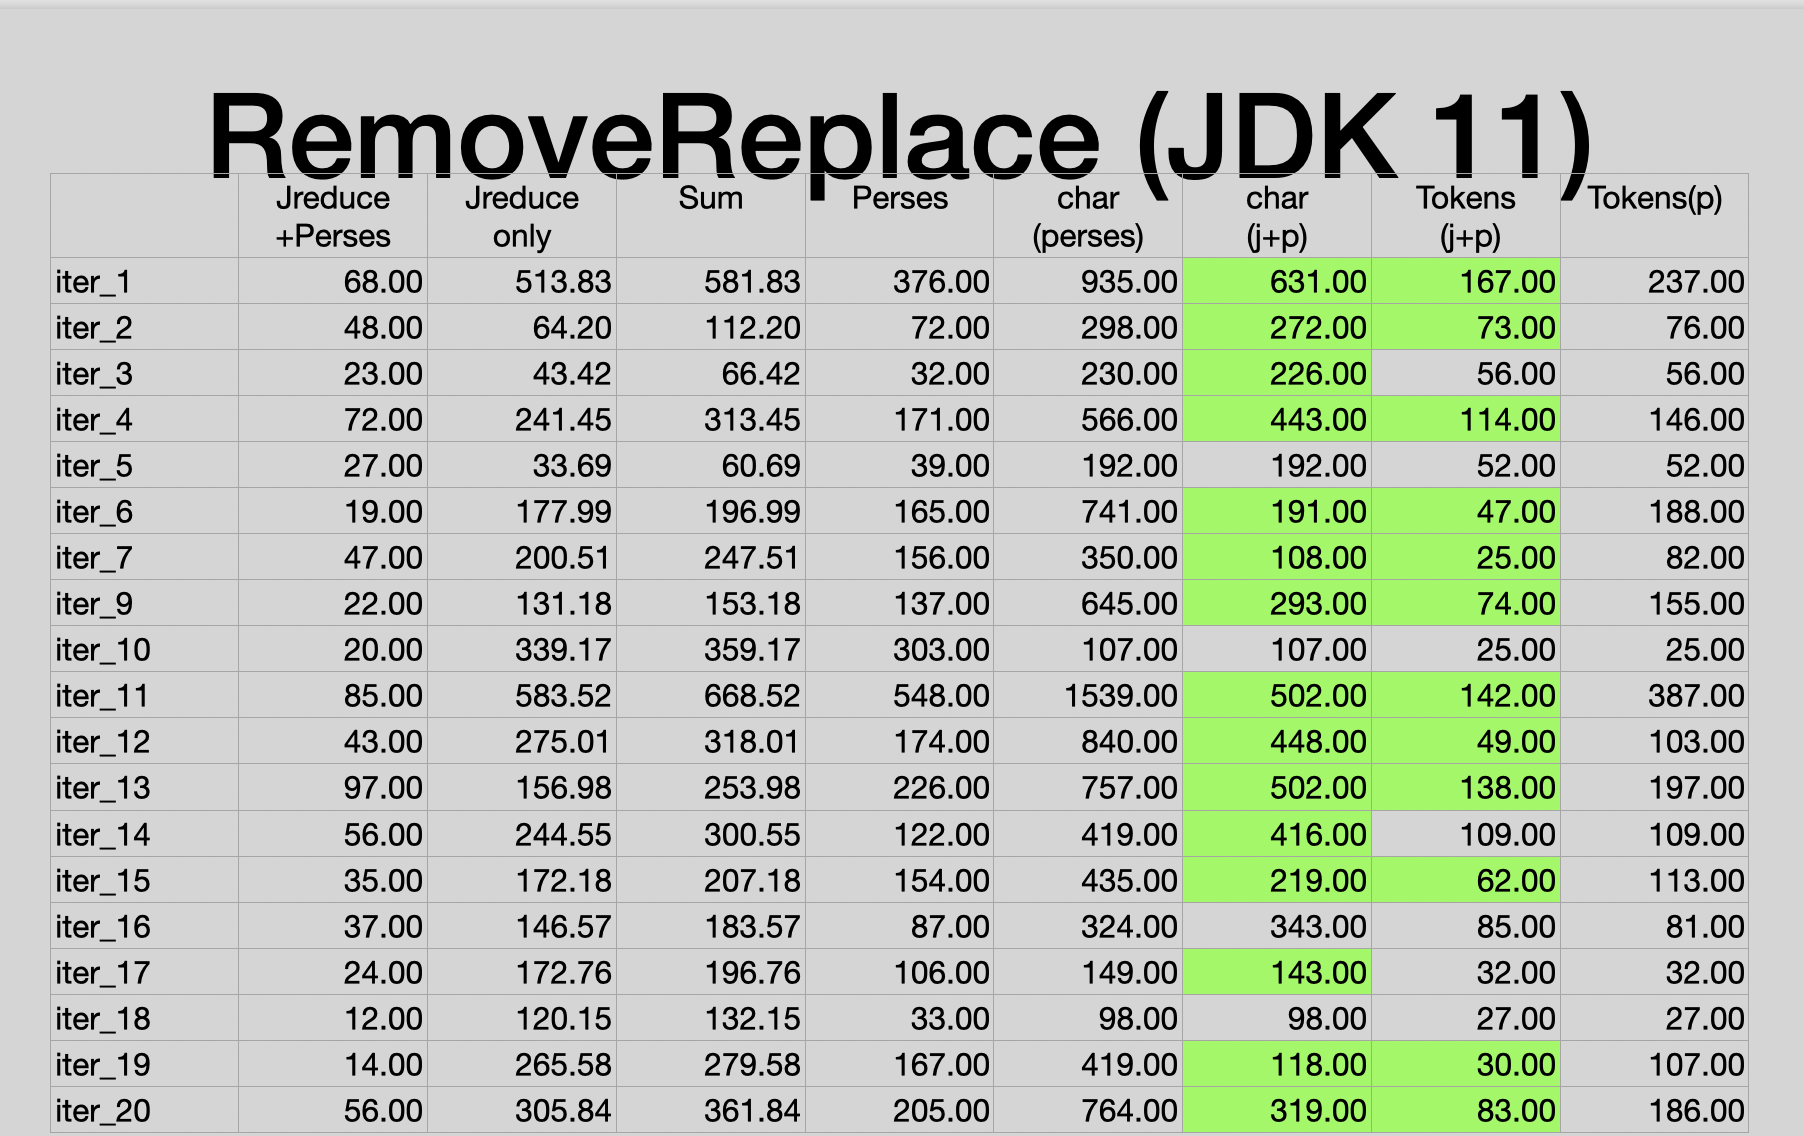 RemoveReplace (JDK 11)
Jreduce +Perses Jreduce only Sum Perses char (perses) char (j+p) Tokens (j+p) Tokens(p)
iter_1 68.00 513.83 581.83 376.00 935.00 631.00 167.00 237.00
iter_2 48.00 64.20 112.20 72.00 298.00 272.00 73.00 76.00
iter_3 23.00 43.42 66.42 32.00 230.00 226.00 56.00 56.00
iter_4 72.00 241.45 313.45 171.00 566.00 443.00 114.00 146.00
iter_5 27.00 33.69 60.69 39.00 192.00 192.00 52.00 52.00
iter_6 19.00 177.99 196.99 165.00 741.00 191.00 47.00 188.00
iter_7 47.00 200.51 247.51 156.00 350.00 108.00 25.00 82.00
iter_9 22.00 131.18 153.18 137.00 645.00 293.00 74.00 155.00
iter_10 20.00 339.17 359.17 303.00 107.00 107.00 25.00 25.00
iter_11 85.00 583.52 668.52 548.00 1539.00 502.00 142.00 387.00
iter_12 43.00 275.01 318.01 174.00 840.00 448.00 49.00 103.00
iter_13 97.00 156.98 253.98 226.00 757.00 502.00 138.00 197.00
iter_14 56.00 244.55 300.55 122.00 419.00 416.00 109.00 109.00
iter_15 35.00 172.18 207.18 154.00 435.00 219.00 62.00 113.00
iter_16 37.00 146.57 183.57 87.00 324.00 343.00 85.00 81.00
iter_17 24.00 172.76 196.76 106.00 149.00 143.00 32.00 32.00
iter_18 12.00 120.15 132.15 33.00 98.00 98.00 27.00 27.00
iter_19 14.00 265.58 279.58 167.00 419.00 118.00 30.00 107.00
iter_20 56.00 305.84 361.84 205.00 764.00 319.00 83.00 186.00